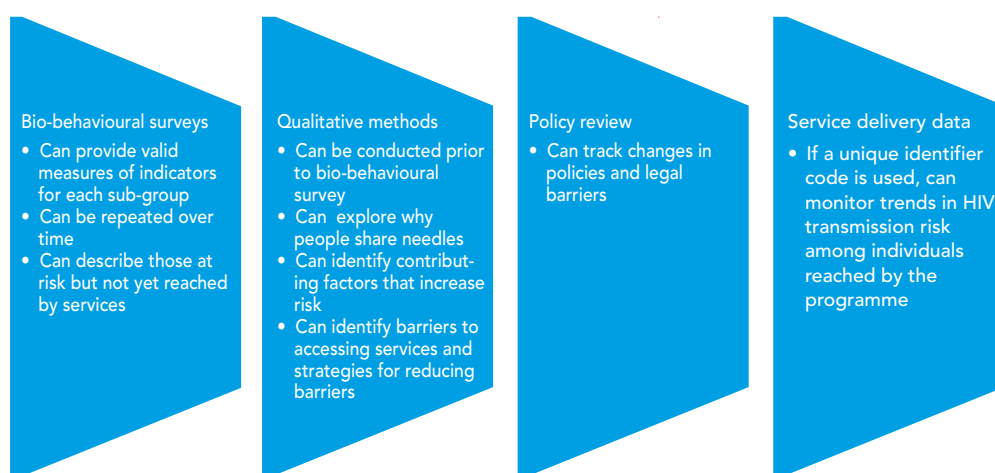 Bio-behavioural surveys
• Can provide valid
measures of indicators
for each sub-group
• Can be repeated over
time
• Can describe those at
risk but not yet reached
by services
Qualitative methods
• Can be conducted prior
to bio-behavioural
survey
• Can explore why
people share needles
• Can identify contribut-
ing factors that increase
risk
• Can identify barriers to
accessing services and
strategies for reducing
barriers
Policy review
• Can track changes in
policies and legal
barriers
Service delivery data
• If a unique identifier
code is used, can
monitor trends in HIV
transmission risk
among individuals
reached by the
programme